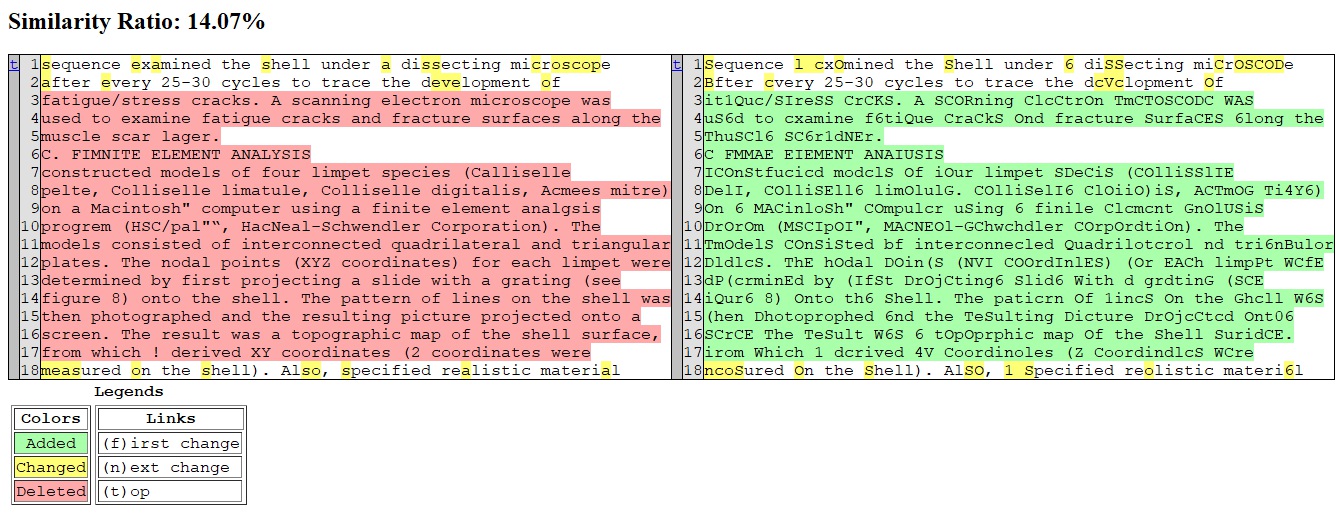 Similarity Ratio: 14.07%
t 1 sequence examined the shell under a dissecting microscope t 1 Sequence l cxOmined the Shell under 6 diSSecting miCrOSCODe
2 after every 25-30 cycles to trace the development of 2 Bfter cvery 25-30 cycles to trace the dcVclopment Of
3 fatigue/stress cracks. A scanning electron microscope was 3 it1Quc/SIreSS CrCKS. A SCORning ClcCtrOn TmCTOSCODC WAS
4 used to examine fatigue cracks and fracture surfaces along the 4 uS6d to cxamine f6tiQue CraCkS Ond fracture SurfaCES 6long the
5 muscle scar lager. 5 ThuSCl6 SC6r1dNEr.
6 C. FIMNITE ELEMENT ANALYSIS 6 C FMMAE EIEMENT ANAIUSIS
7 constructed models of four limpet species (Calliselle 7 ICOnStfucicd modclS of iOur limpet SDeCiS (COlliSSlIE
8 pelte, Colliselle limatule, Colliselle digitalis, Acmees mitre) 8 DelI, COlliSEll6 limOlulG. COlliSelI6 ClOiiO)iS, ACTmOG Ti4Y6)
9 on a Macintosh" computer using a finite element analgsis 9 On 6 MACinloSh" COmpulcr uSing 6 finile Clcmcnt GnOlUSiS
10 progrem (HSC/pal"“, HacNeal-Schwendler Corporation). The 10 DrOrOm (MSCIpOI", MACNEOl-GChwchdler COrpOrdtiOn). The
11 models consisted of interconnected quadrilateral and triangular 11 TmOdelS COnSiSted bf interconneclied Quadrilotcrol nd tri6nBulor
12 plates. The nodal points (XYZ coordinates) for each limpet were 12 DldlcS. ThE hOdal DOin(S (NVI COOrdInlES) (Or EACh limpPt WCfE
13 determined by first projecting a slide with a grating (see 13 dP(crminEd by (IfSt DrOjCting6 Slid6 With d grdtinG (SCE
14 figure 8) onto the shell. The pattern of lines on the shell was 14 iQur6 8) Onto th6 Shell. The paticrn Of lincS On the Ghcll W6S
15 then photographed and the resulting picture projected onto a 15 (hen Dhotoprophed 6nd the TeSulting Dicture DrOjcCtcd Ont06
16 screen. The result was a topographic map of the shell surface, 16 SCrCE The TeSult W6S 6 tOpOprphic map Of the Shell SuridCE.
17 from which ! derived XY coordinates (2 coordinates were 17 irom Which 1 dcrived 4V Coordino1es (Z CoordindlcS WCre
18 measured on the shell). Also, specified realistic material 18 ncoSured On the Shell). AlSO, 1 Specified reolistic materi6l
Legends
Colors Links
Added (f)irst change
Changed (n)ext change
Deleted (t)op